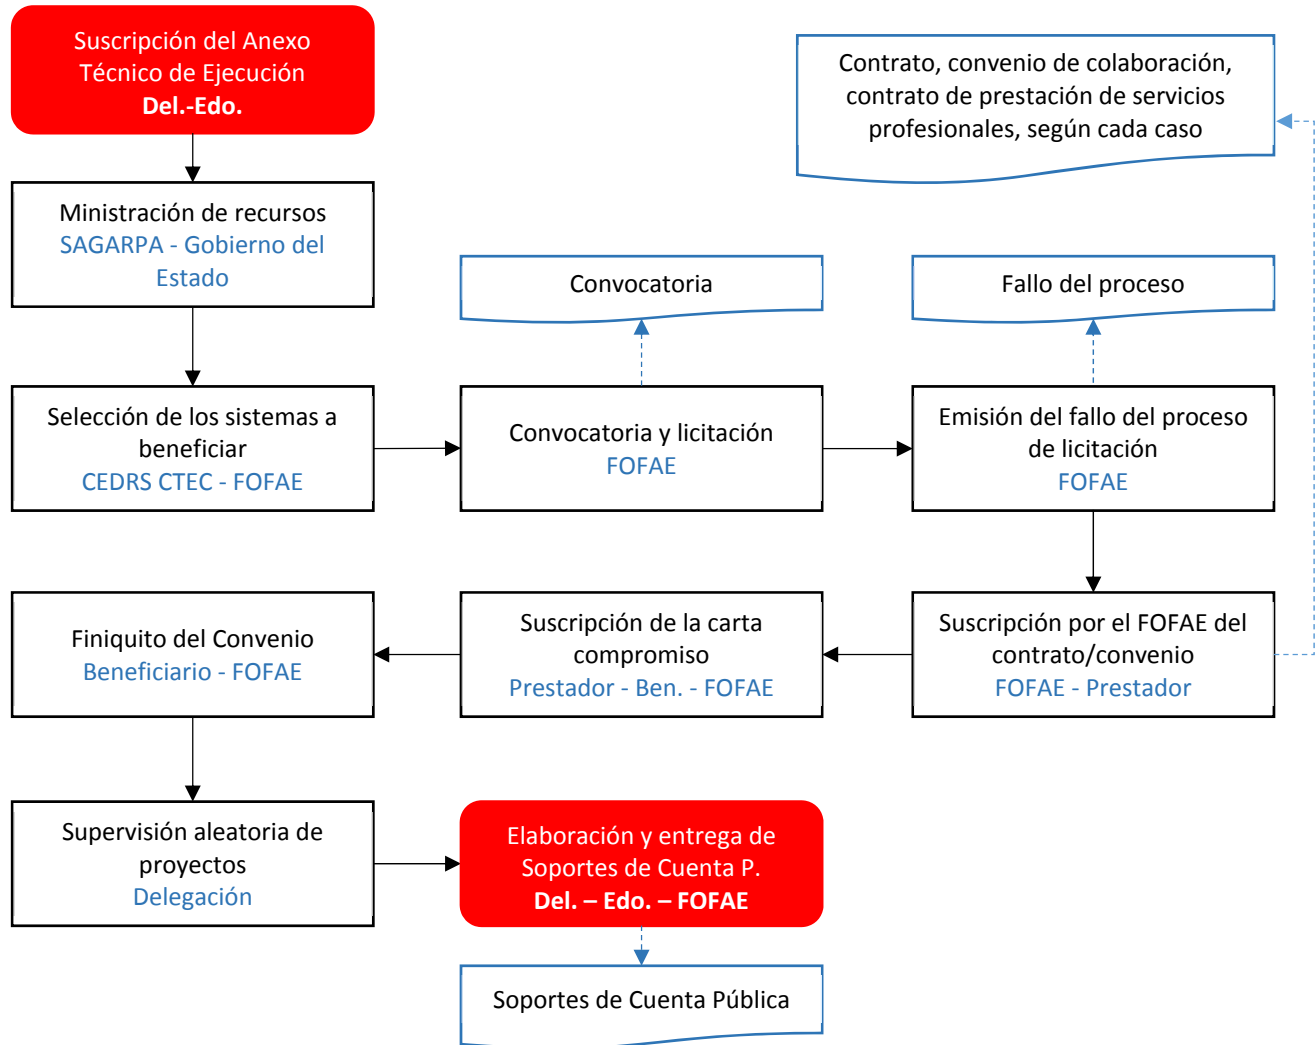 Suscripción del Anexo
Técnico de Ejecución
Del.-Edo.
Contrato, convenio de colaboración,
contrato de prestación de servicios
profesionales, según cada caso
Ministración de recursos
SAGARPA - Gobierno del
Estado
Convocatoria
Fallo del proceso
Selección de los sistemas a
beneficiar
CEDRS CTEC - FOFAE
Convocatoria y licitación
FOFAE
Emisión del fallo del proceso
de licitación
FOFAE
Finiquito del Convenio
Beneficiario - FOFAE
Suscripción de la carta
compromiso
Prestador - Ben. - FOFAE
Suscripción por el FOFAE del
contrato/convenio
FOFAE - Prestador
Supervisión aleatoria de
proyectos
Delegación
Elaboración y entrega de
Soportes de Cuenta P.
Del. – Edo. – FOFAE
Soportes de Cuenta Pública